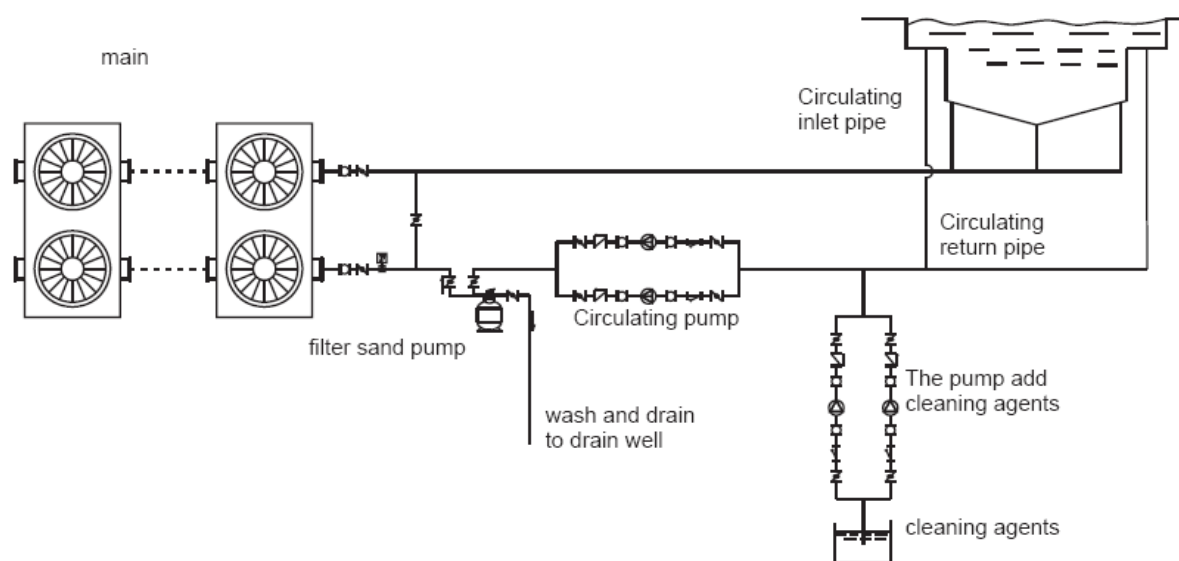 main
Circulating
inlet pipe
Circulating
return pipe
Circulating pump
filter sand pump
The pump add
cleaning agents
wash and drain
to drain well
cleaning agents